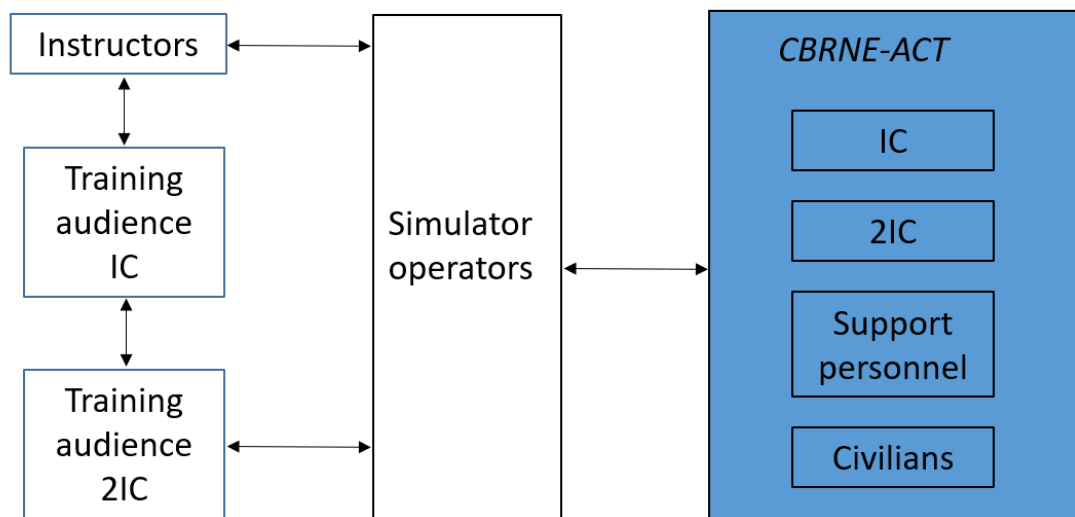 Instructors
Training
audience
IC
Training
audience
2IC
Simulator
operators
CBRNE-ACT
IC
2IC
Support
personnel
Civilians